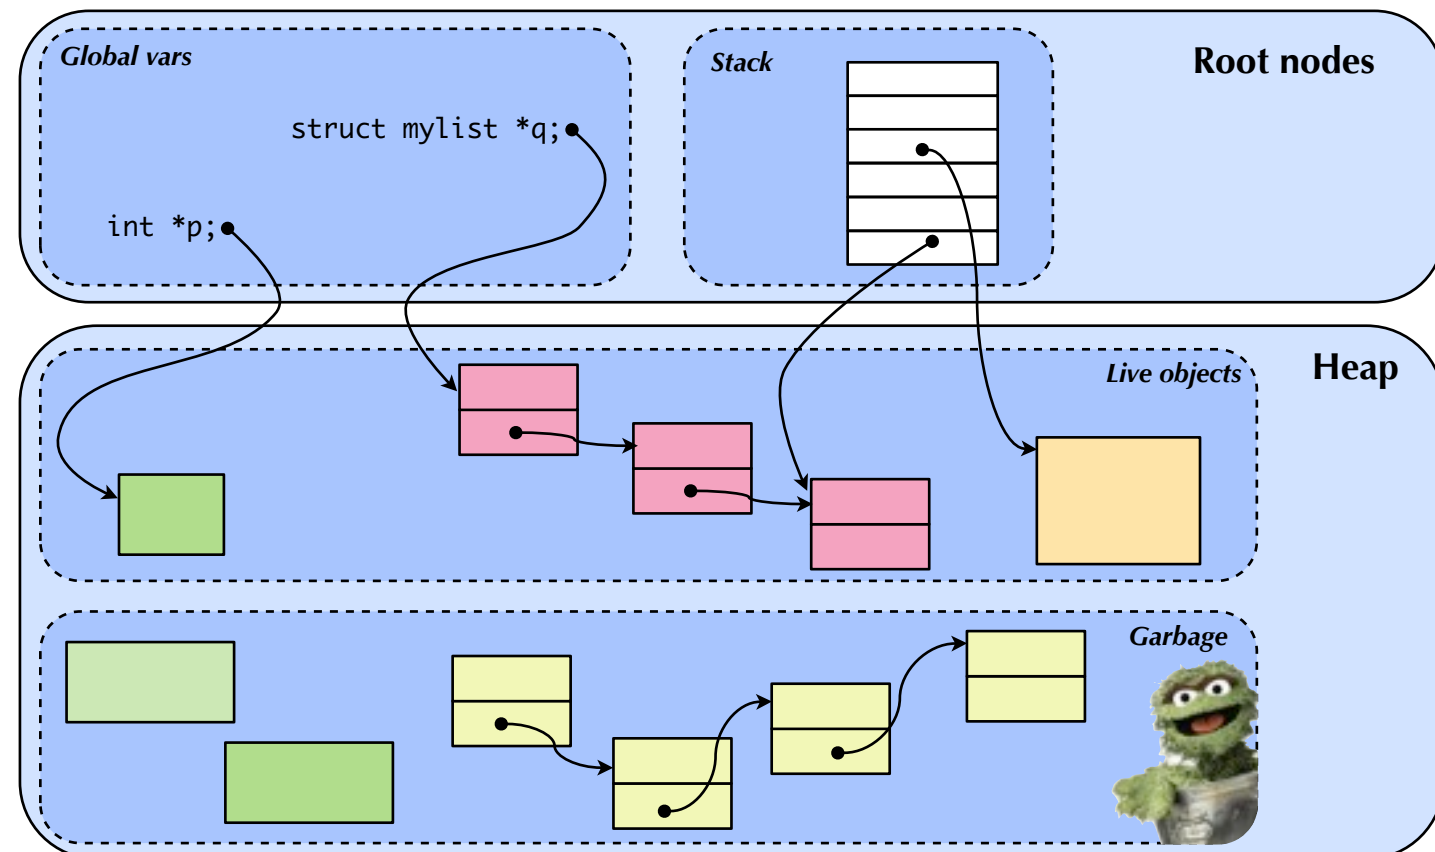 Global vars
Stack
Root nodes
struct mylist *q;
int *p;
Live objects
Heap
Garbage